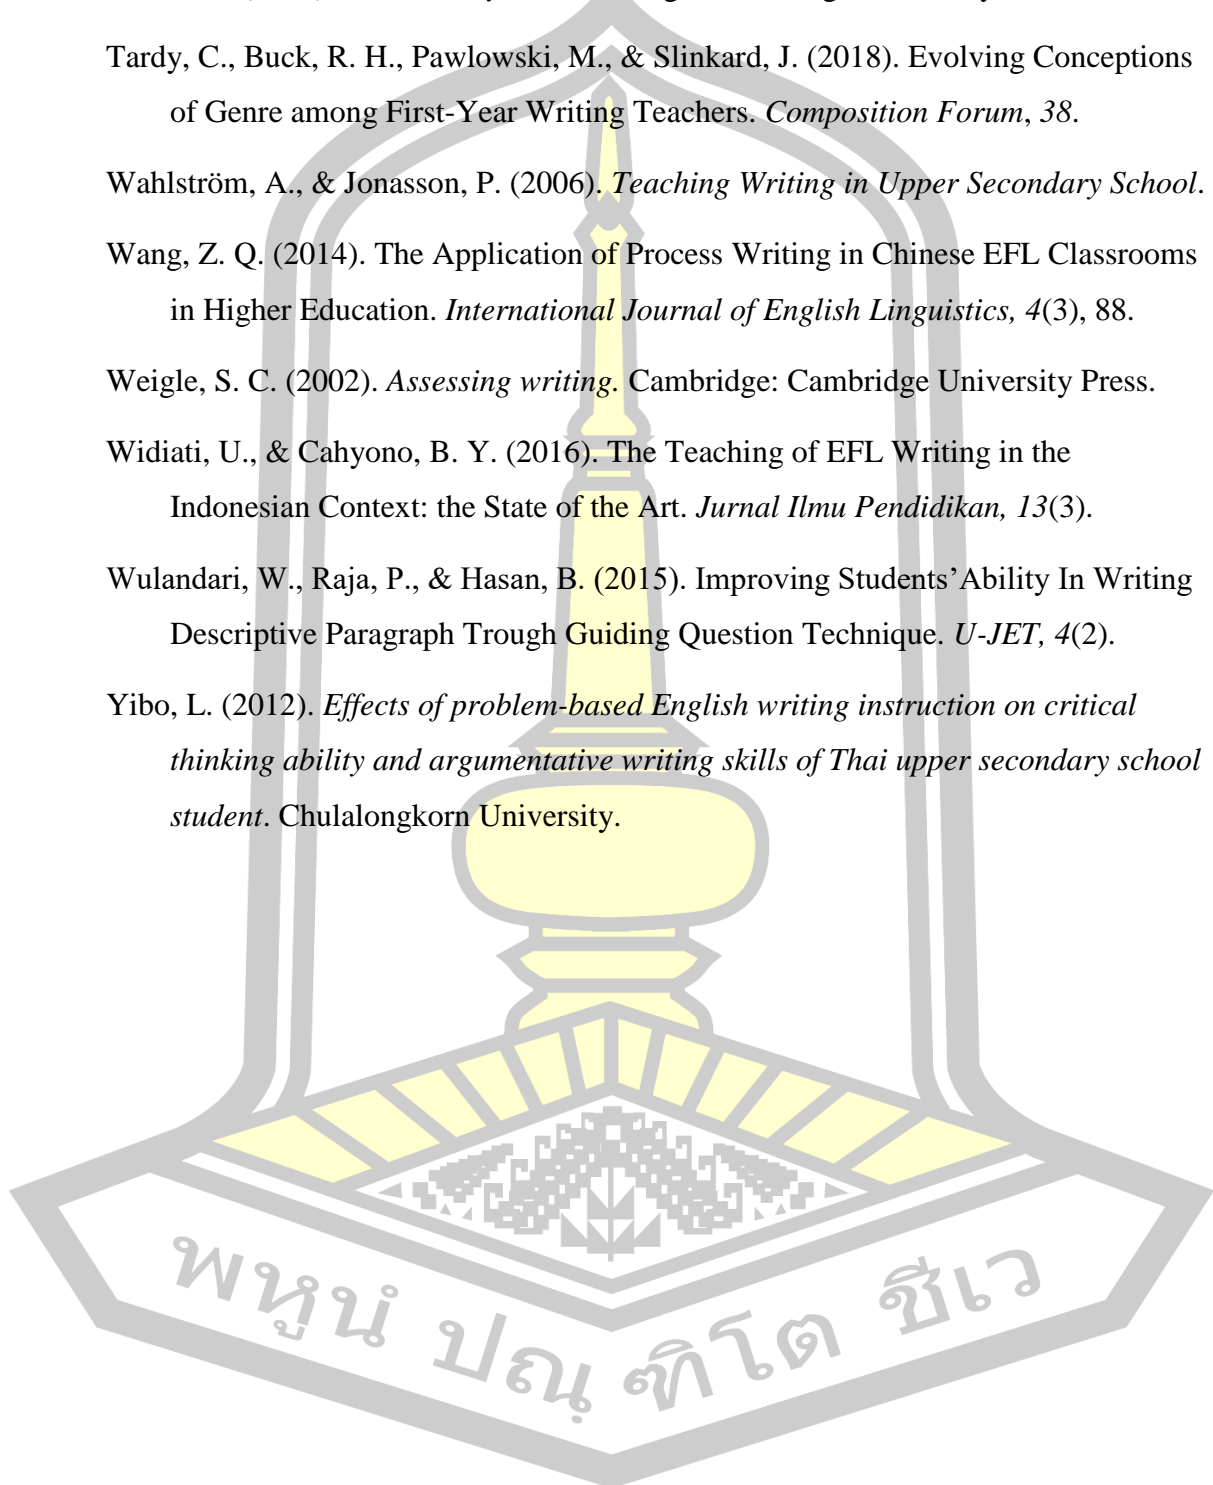 Tardy, C., Buck, R. H., Pawlowski, M., & Slinkard, J. (2018). Evolving Conceptions
of Genre among First-Year Writing Teachers. Composition Forum, 38.
Wahlström, A., & Jonasson, P. (2006). Teaching Writing in Upper Secondary School.
Wang, Z. Q. (2014). The Application of Process Writing in Chinese EFL Classrooms
in Higher Education. International Journal of English Linguistics, 4(3), 88.
Weigle, S. C. (2002). Assessing writing. Cambridge: Cambridge University Press.
Widiati, U., & Cahyono, B. Y. (2016). The Teaching of EFL Writing in the
Indonesian Context: the State of the Art. Jurnal Ilmu Pendidikan, 13(3).
Wulandari, W., Raja, P., & Hasan, B. (2015). Improving Students’Ability In Writing
Descriptive Paragraph Trough Guiding Question Technique. U-JET, 4(2).
Yibo, L. (2012). Effects of problem-based English writing instruction on critical
thinking ability and argumentative writing skills of Thai upper secondary school
student. Chulalongkorn University.
พหูนํ ปณฺฑิโต ชีเว